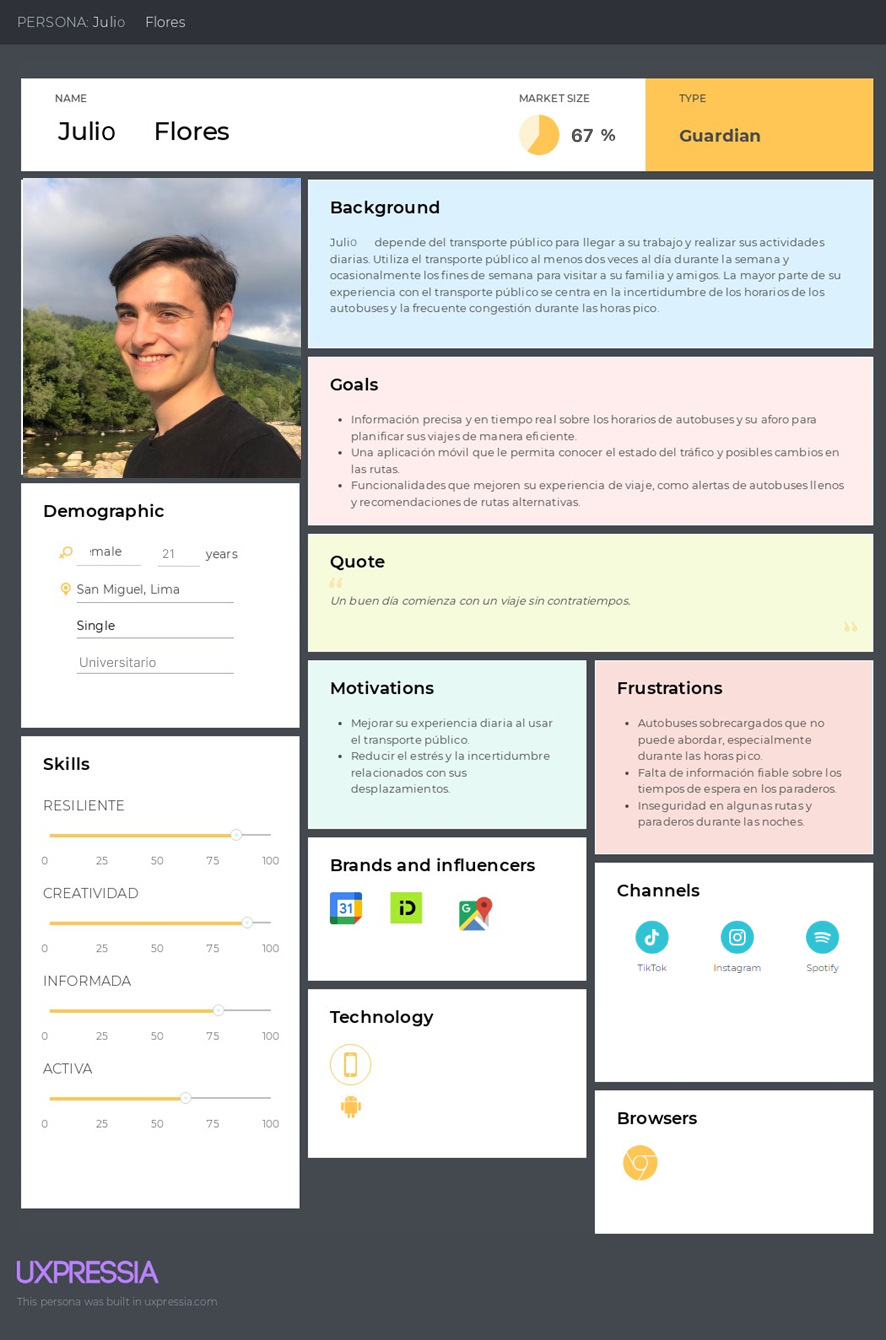 PERSONA: Julio Flores
NAME
Julio Flores
MARKET SIZE
67 %
TYPE
Guardian
Background
Julio depende del transporte público para llegar a su trabajo y realizar sus actividades
diarias. Utiliza el transporte público al menos dos veces al día durante la semana y
ocasionalmente los fines de semana para visitar a su familia y amigos. La mayor parte de su
experiencia con el transporte público se centra en la incertidumbre de los horarios de los
autobuses y la frecuente congestión durante las horas pico.
Goals
• Información precisa y en tiempo real sobre los horarios de autobuses y su aforo para
planificar sus viajes de manera eficiente.
• Una aplicación móvil que le permita conocer el estado del tráfico y posibles cambios en
las rutas.
• Funcionalidades que mejoren su experiencia de viaje, como alertas de autobuses llenos
y recomendaciones de rutas alternativas.
Demographic
emale 21 years
San Miguel, Lima
Single
Universitario
Quote
“
Un buen día comienza con un viaje sin contratiempos.
”
Motivations
• Mejorar su experiencia diaria al usar
el transporte público.
• Reducir el estrés y la incertidumbre
relacionados con sus
desplazamientos.
Frustrations
• Autobuses sobrecargados que no
puede abordar, especialmente
durante las horas pico.
• Falta de información fiable sobre los
tiempos de espera en los paraderos.
• Inseguridad en algunas rutas y
paraderos durante las noches.
Skills
RESILIENTE
0 25 50 75 100
CREATIVIDAD
0 25 50 75 100
INFORMADA
0 25 50 75 100
ACTIVA
0 25 50 75 100
Brands and influencers
31
iD
G
Channels
TikTok Instagram Spotify
Technology
Browsers
UXPRESSIA
This persona was built in uxpressia.com